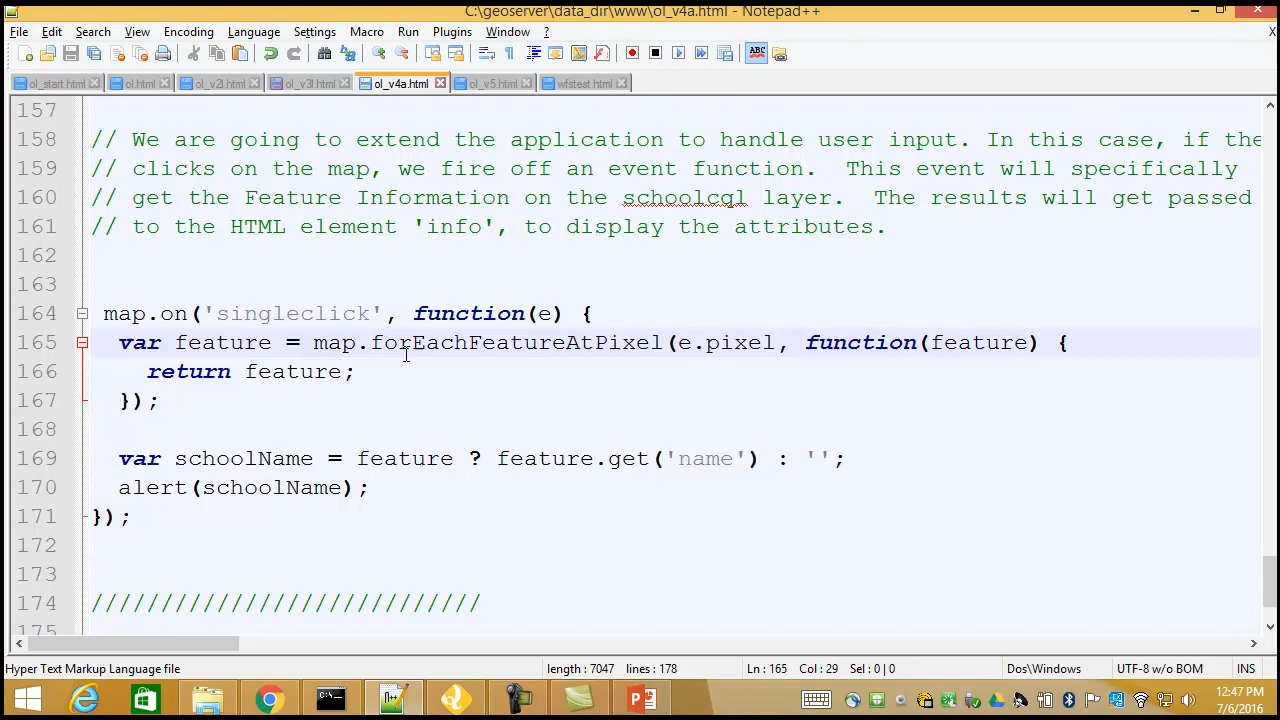 C:\geoserver\data_dir\www\ol_v4a.html - Notepad++
File Edit Search View Encoding Language Settings Macro Run Plugins Window ? X
ABC
ol_start.html ol.html ol_v2l.html ol_v3l.html ol_v4a.html ol_v5.html wfstest.html
157
158 // We are going to extend the application to handle user input. In this case, if the
159 // clicks on the map, we fire off an event function.  This event will specifically
160 // get the Feature Information on the schoolcql layer.  The results will get passed
161 // to the HTML element 'info', to display the attributes.
162
163
164 map.on('singleclick', function(e) {
165 var feature = map.forEachFeatureAtPixel(e.pixel, function(feature) {
166 return feature;
167 });
168
169 var schoolName = feature ? feature.get('name') : '';
170 alert(schoolName);
171 });
172
173
174 ////////////////////////////
175
Hyper Text Markup Language file length : 7047 lines : 178 Ln : 165 Col : 29 Sel : 0 | 0 Dos\Windows UTF-8 w/o BOM INS
12:47 PM
7/6/2016